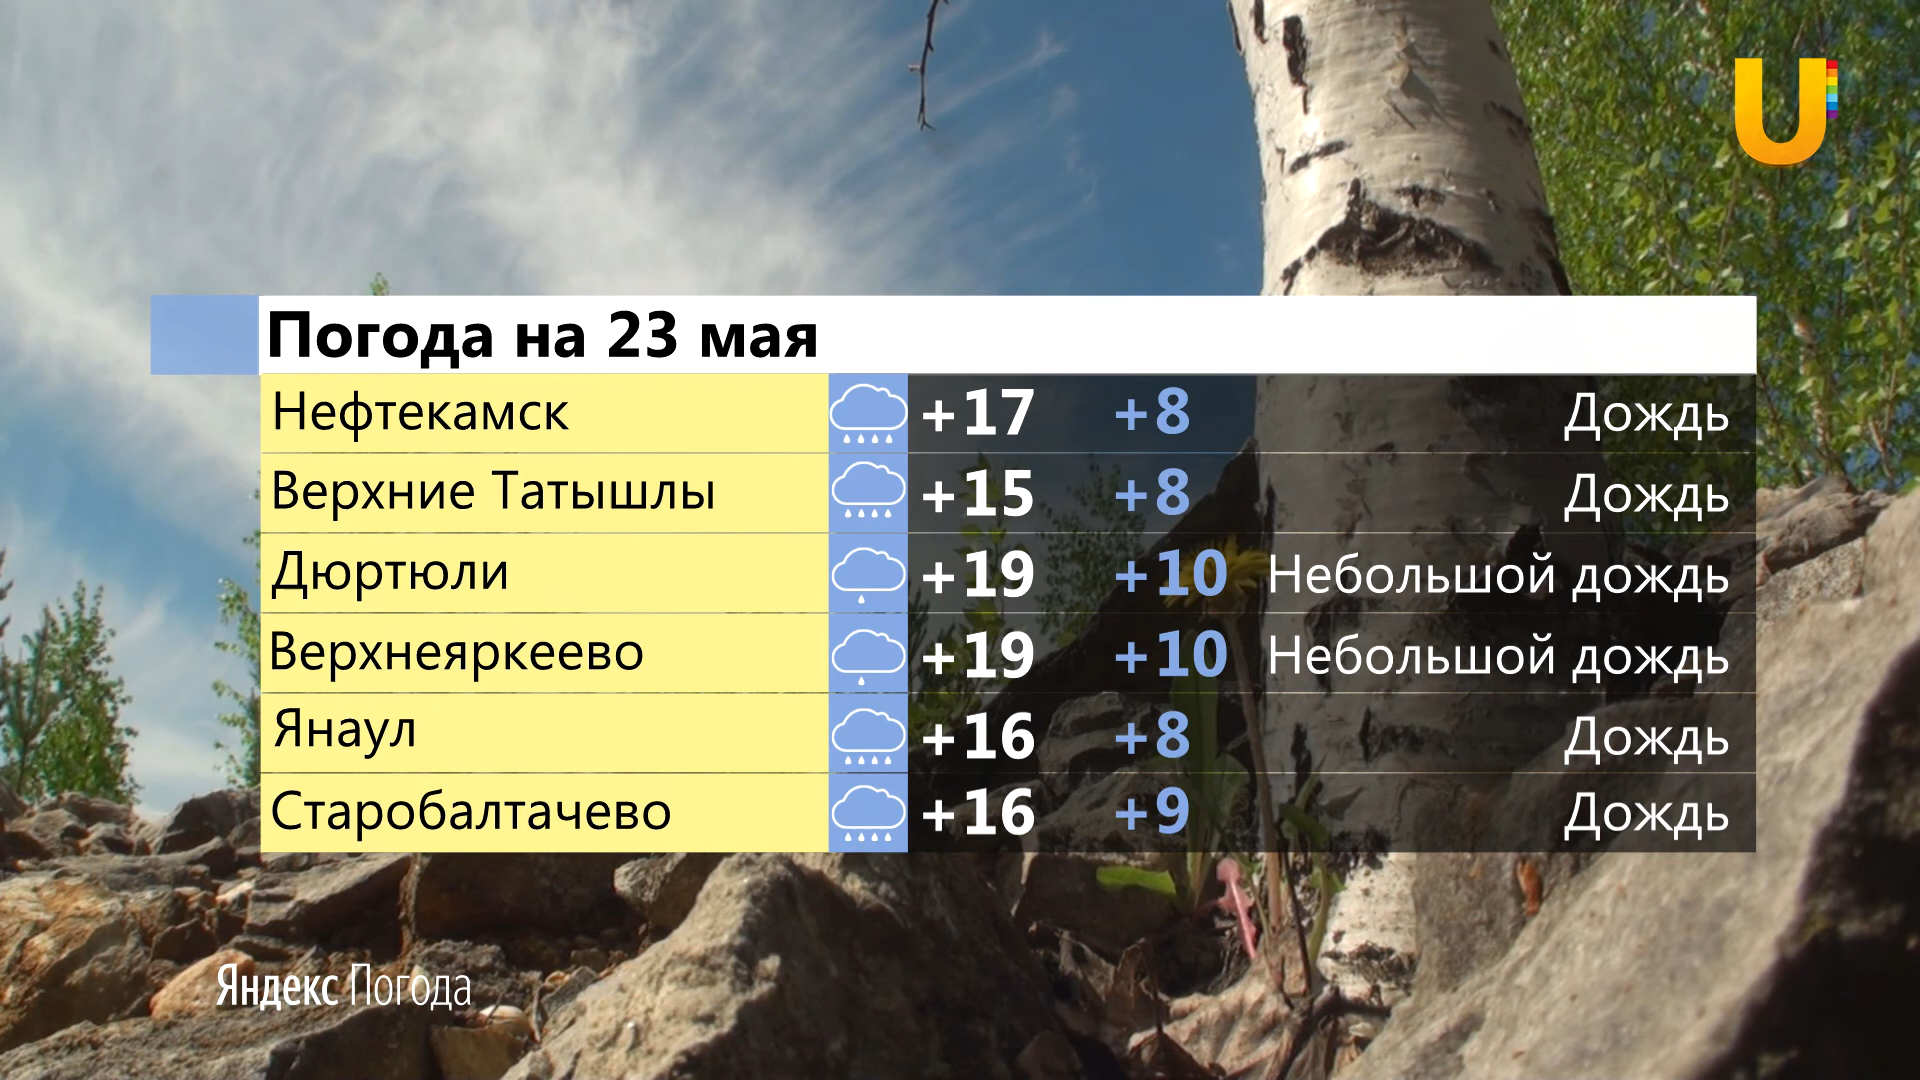 U
Погода на 23 мая
Нефтекамск +17 +8 Дождь
Верхние Татышлы +15 +8 Дождь
Дюртюли +19 +10 Небольшой дождь
Верхнеяркеево +19 +10 Небольшой дождь
Янаул +16 +8 Дождь
Старобалтачево +16 +9 Дождь
Яндекс Погода